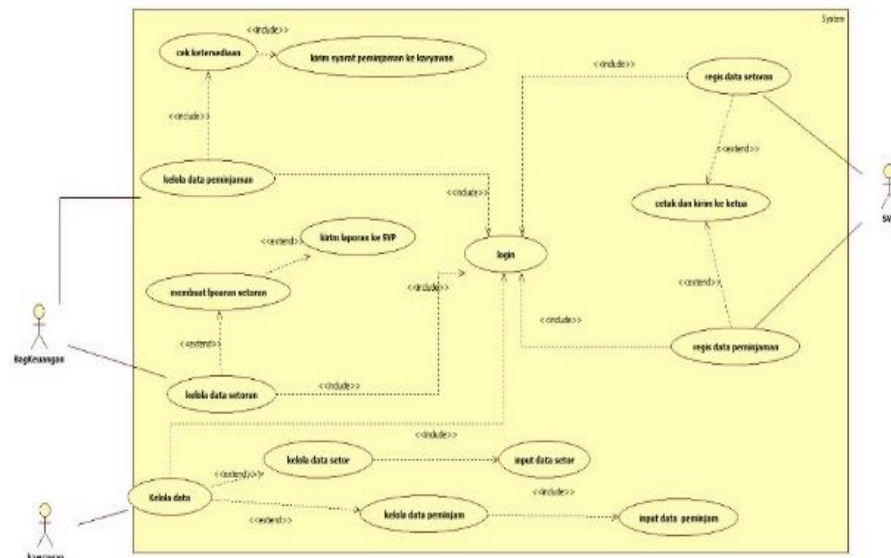 System
<<include>>
cek ketersediaan
kirim syarat peminjaman ke karyawan
<<include>>
regis data setoran
<<include>>
<<extend>>
kelola data peminjaman
<<include>>
cetak dan kirim ke ketua
kirim laporan ke SVP
<<extend>>
login
membuat lpoaran setoran
<<include>>
<<extend>>
<<extend>>
<<include>>
regis data peminjaman
BagKeuangan
kelola data setoran
<<include>>
<<include>>
kelola data setor
input data setor
<<extend>>
Kelola data
<<include>>
<<extend>>
kelola data peminjam
input data peminjam